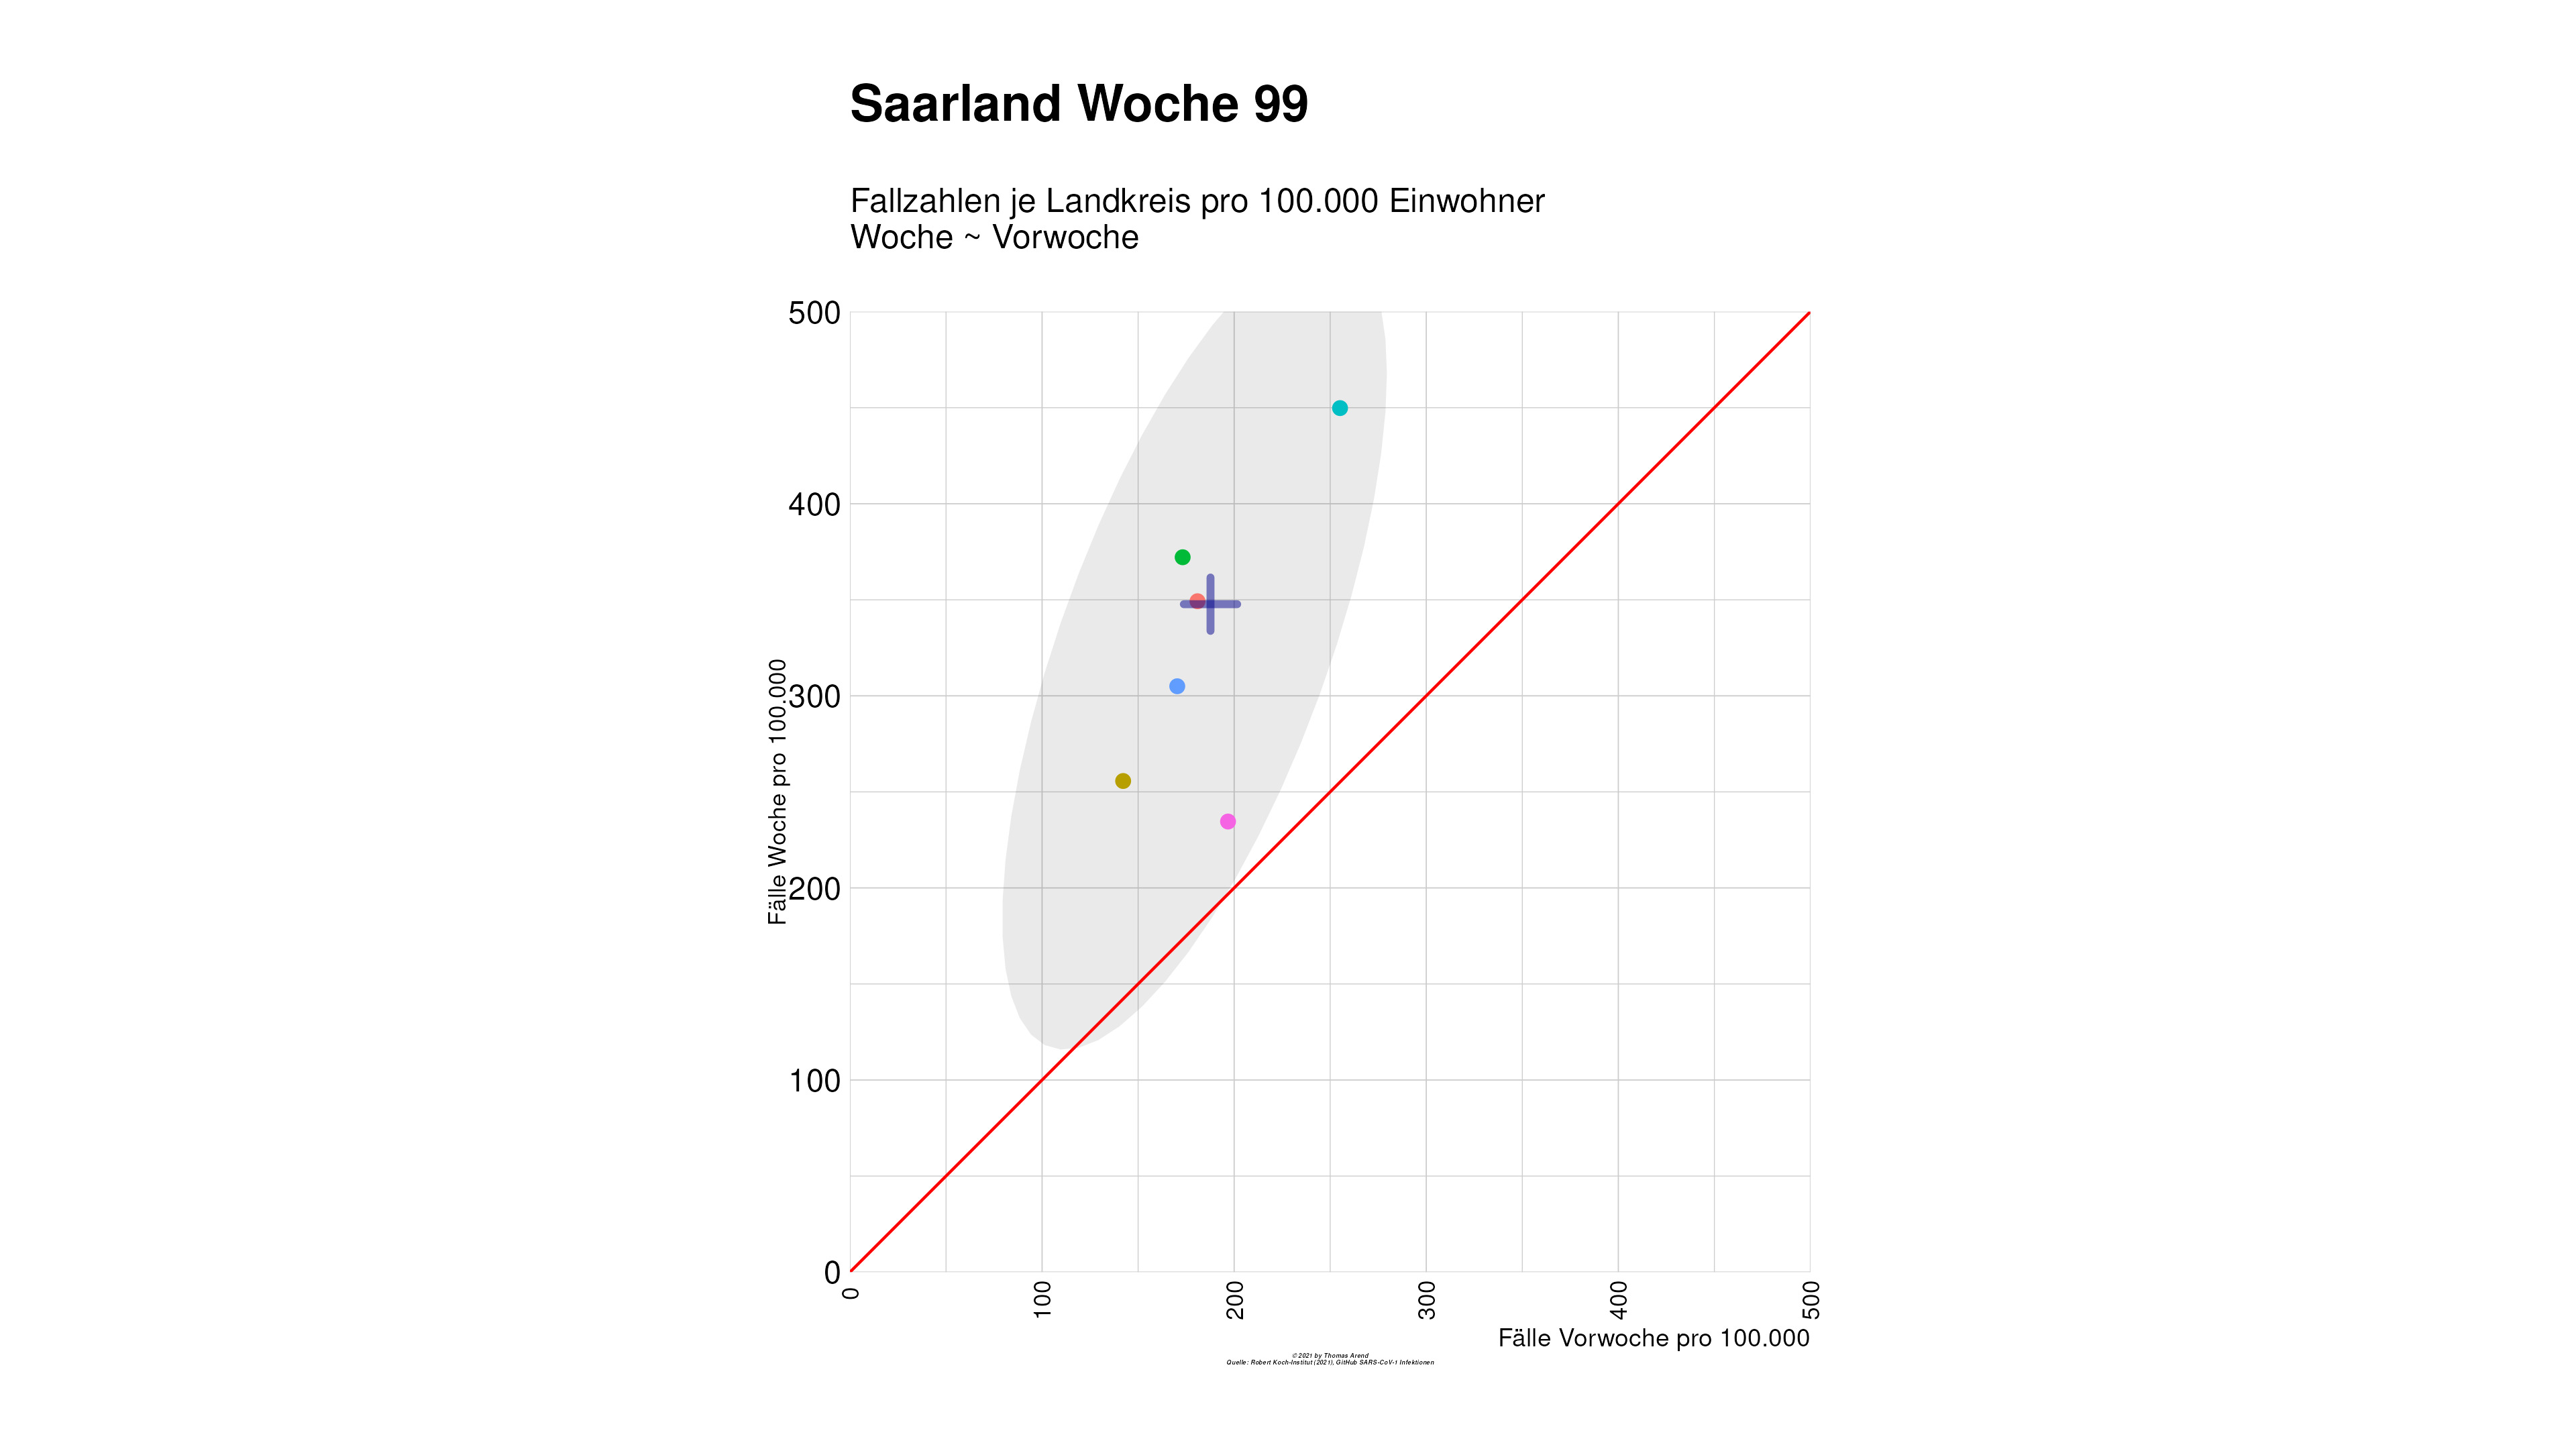 Saarland Woche 99
Fallzahlen je Landkreis pro 100.000 Einwohner
Woche ~ Vorwoche
500
400
300
200
100
0
Fälle Woche pro 100.000
0
100
200
300
400
500
Fälle Vorwoche pro 100.000
© 2021 by Thomas Arend
Quelle: Robert Koch-Institut (2021), GitHub SARS-CoV-1 Infektionen